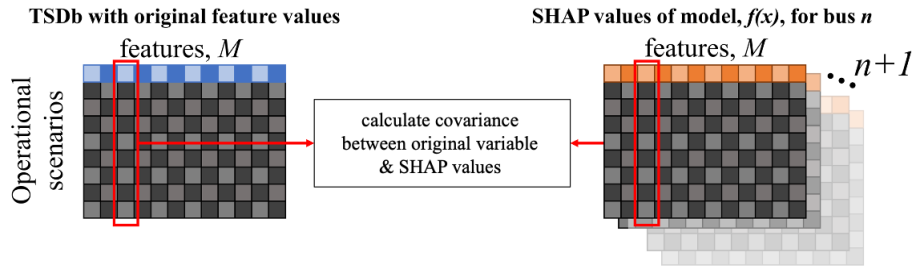 TSDb with original feature values
SHAP values of model, f(x), for bus n
features, M
features, M
n+1
Operational
scenarios
calculate covariance
between original variable
& SHAP values